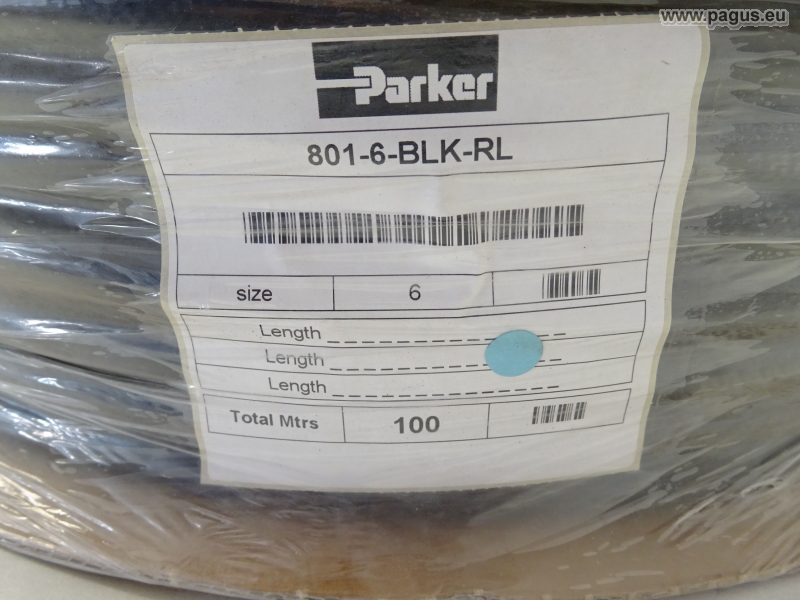 www.pagus.eu
Parker
801-6-BLK-RL
size 6
Length _ _ _ _ _ _ _ _ _ _ _ _ _ _ _
Length _ _ _ _ _ _ _ _ _ _ _ _ _ _ _
Length _ _ _ _ _ _ _ _ _ _ _ _ _ _ _
Total Mtrs 100